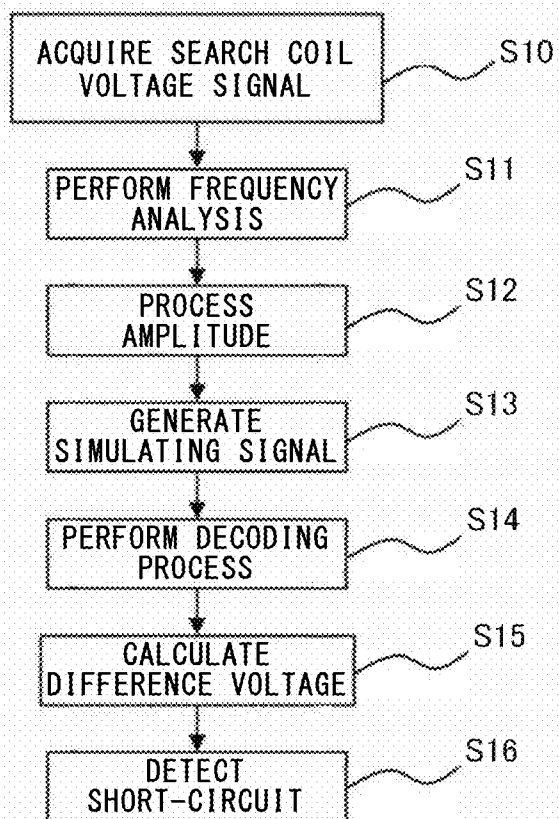 ACQUIRE SEARCH COIL
VOLTAGE SIGNAL
S10
PERFORM FREQUENCY
ANALYSIS
S11
PROCESS
AMPLITUDE
S12
GENERATE
SIMULATING SIGNAL
S13
PERFORM DECODING
PROCESS
S14
CALCULATE
DIFFERENCE VOLTAGE
S15
DETECT
SHORT-CIRCUIT
S16